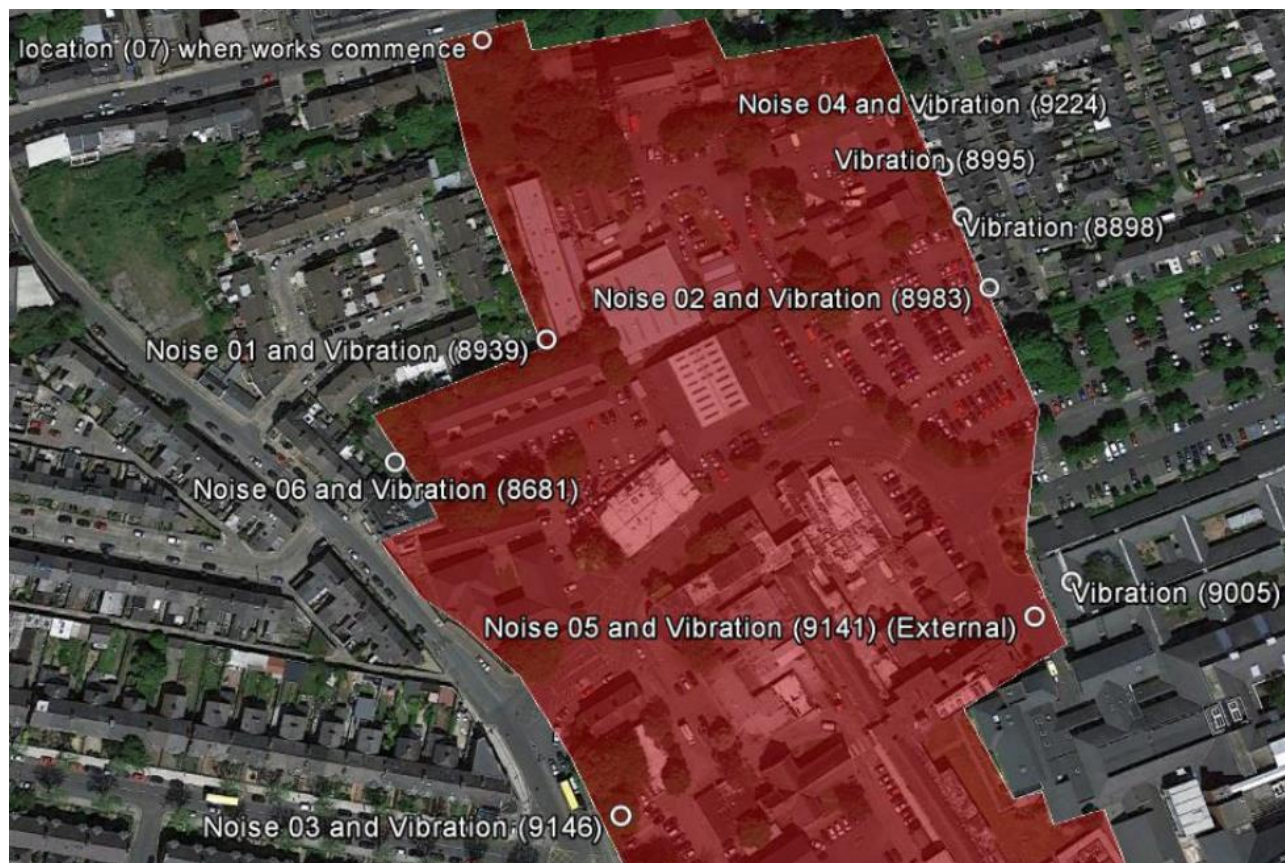 location (07) when works commence
Noise 04 and Vibration (9224)
Vibration (8995)
Vibration (8898)
Noise 02 and Vibration (8983)
Noise 01 and Vibration (8939)
Noise 06 and Vibration (8681)
Vibration (9005)
Noise 05 and Vibration (9141) (External)
Noise 03 and Vibration (9146)